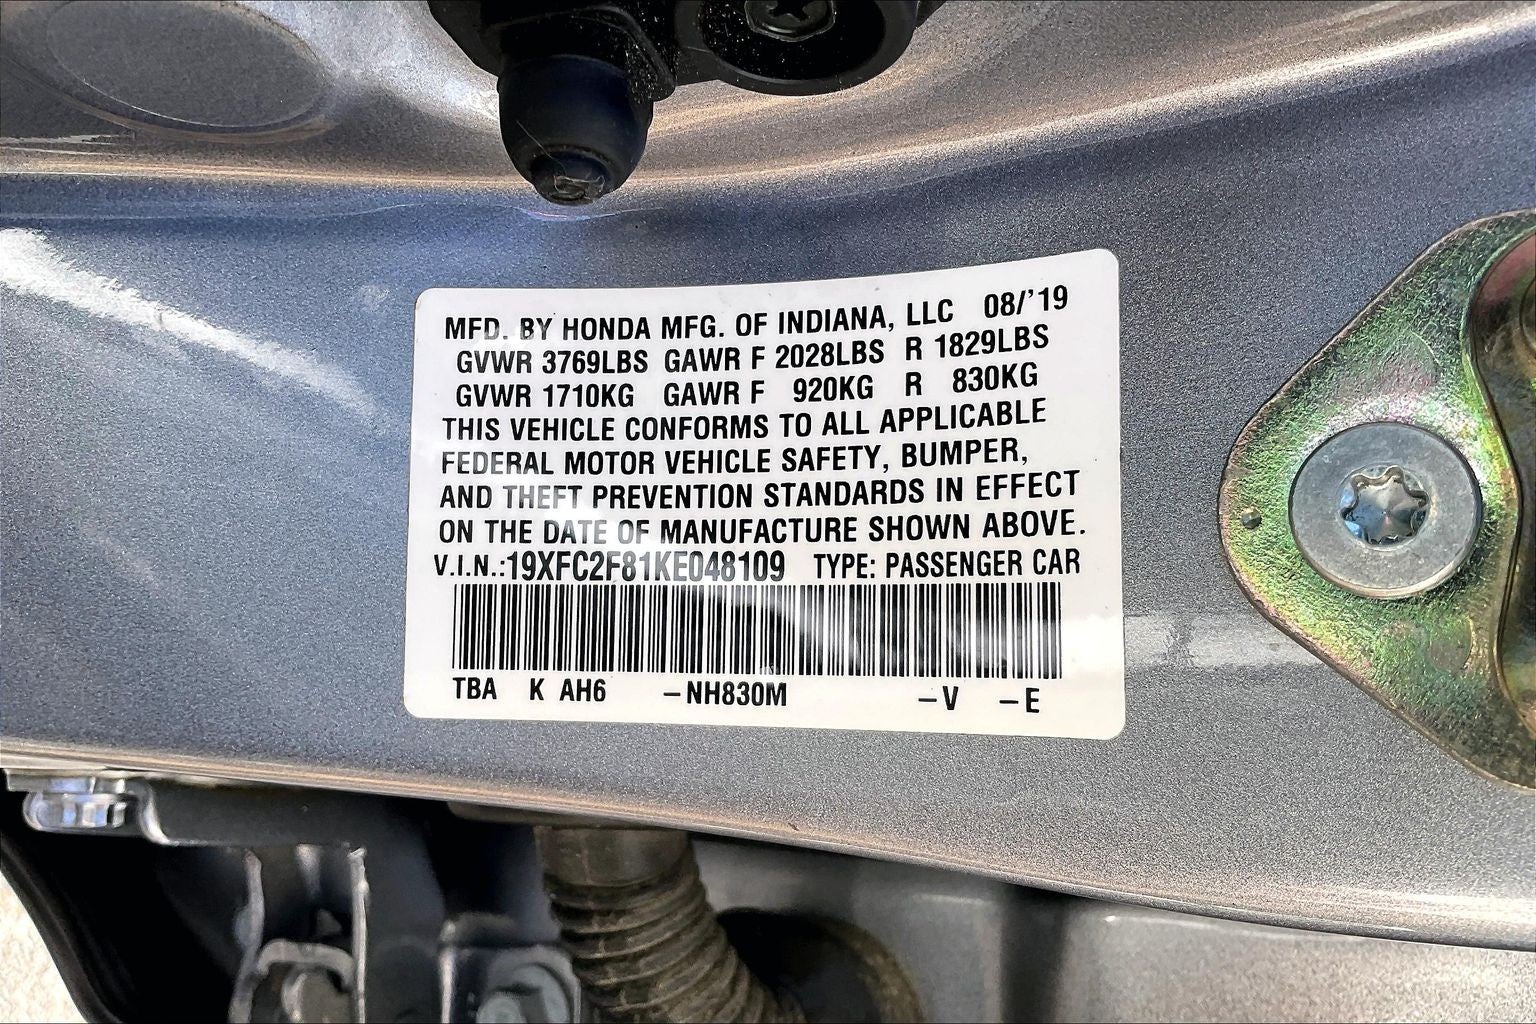 MFD. BY HONDA MFG. OF INDIANA, LLC 08/'19
GVWR 3769LBS GAWR F 2028LBS R 1829LBS
GVWR 1710KG GAWR F 920KG R 830KG
THIS VEHICLE CONFORMS TO ALL APPLICABLE
FEDERAL MOTOR VEHICLE SAFETY, BUMPER,
AND THEFT PREVENTION STANDARDS IN EFFECT
ON THE DATE OF MANUFACTURE SHOWN ABOVE.
V.I.N.:19XFC2F81KE048109 TYPE: PASSENGER CAR
TBA K AH6 –NH830M –V –E